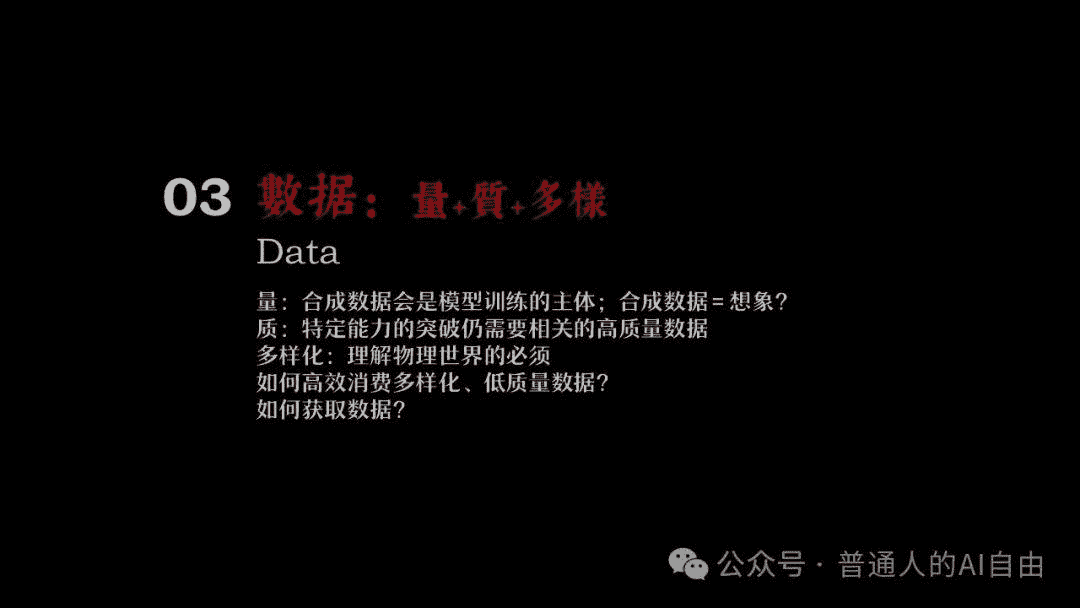 03 數据：量+質+多樣
Data
量：合成数据会是模型训练的主体；合成数据=想象？
质：特定能力的突破仍需要相关的高质量数据
多样化：理解物理世界的必须
如何高效消费多样化、低质量数据？
如何获取数据？
公众号·普通人的AI自由